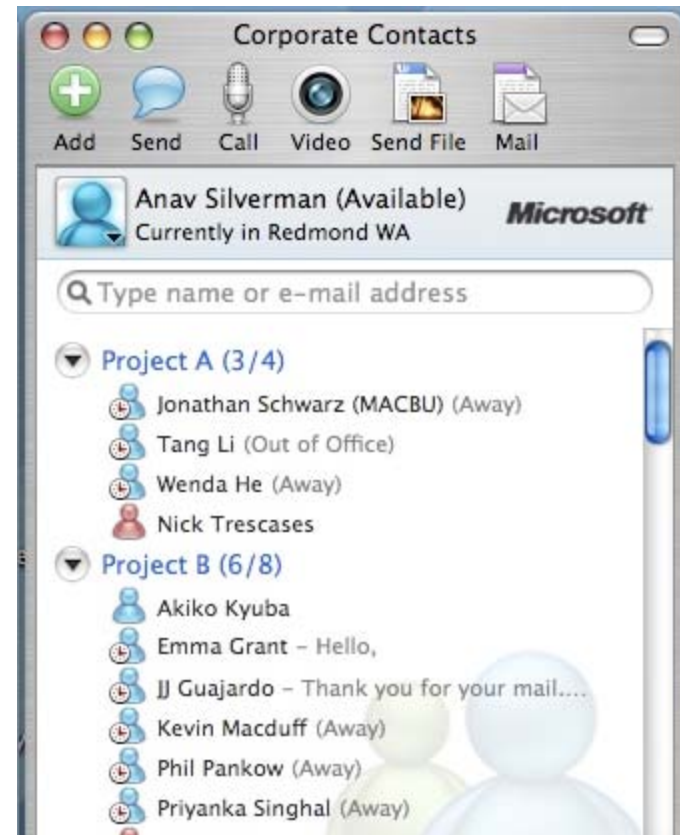 Corporate Contacts
Add Send Call Video Send File Mail
Anav Silverman (Available)
Currently in Redmond WA
Microsoft
Type name or e-mail address
Project A (3/4)
Jonathan Schwarz (MACBU) (Away)
Tang Li (Out of Office)
Wenda He (Away)
Nick Trescases
Project B (6/8)
Akiko Kyuba
Emma Grant – Hello,
JJ Guajardo – Thank you for your mail....
Kevin Macduff (Away)
Phil Pankow (Away)
Priyanka Singhal (Away)